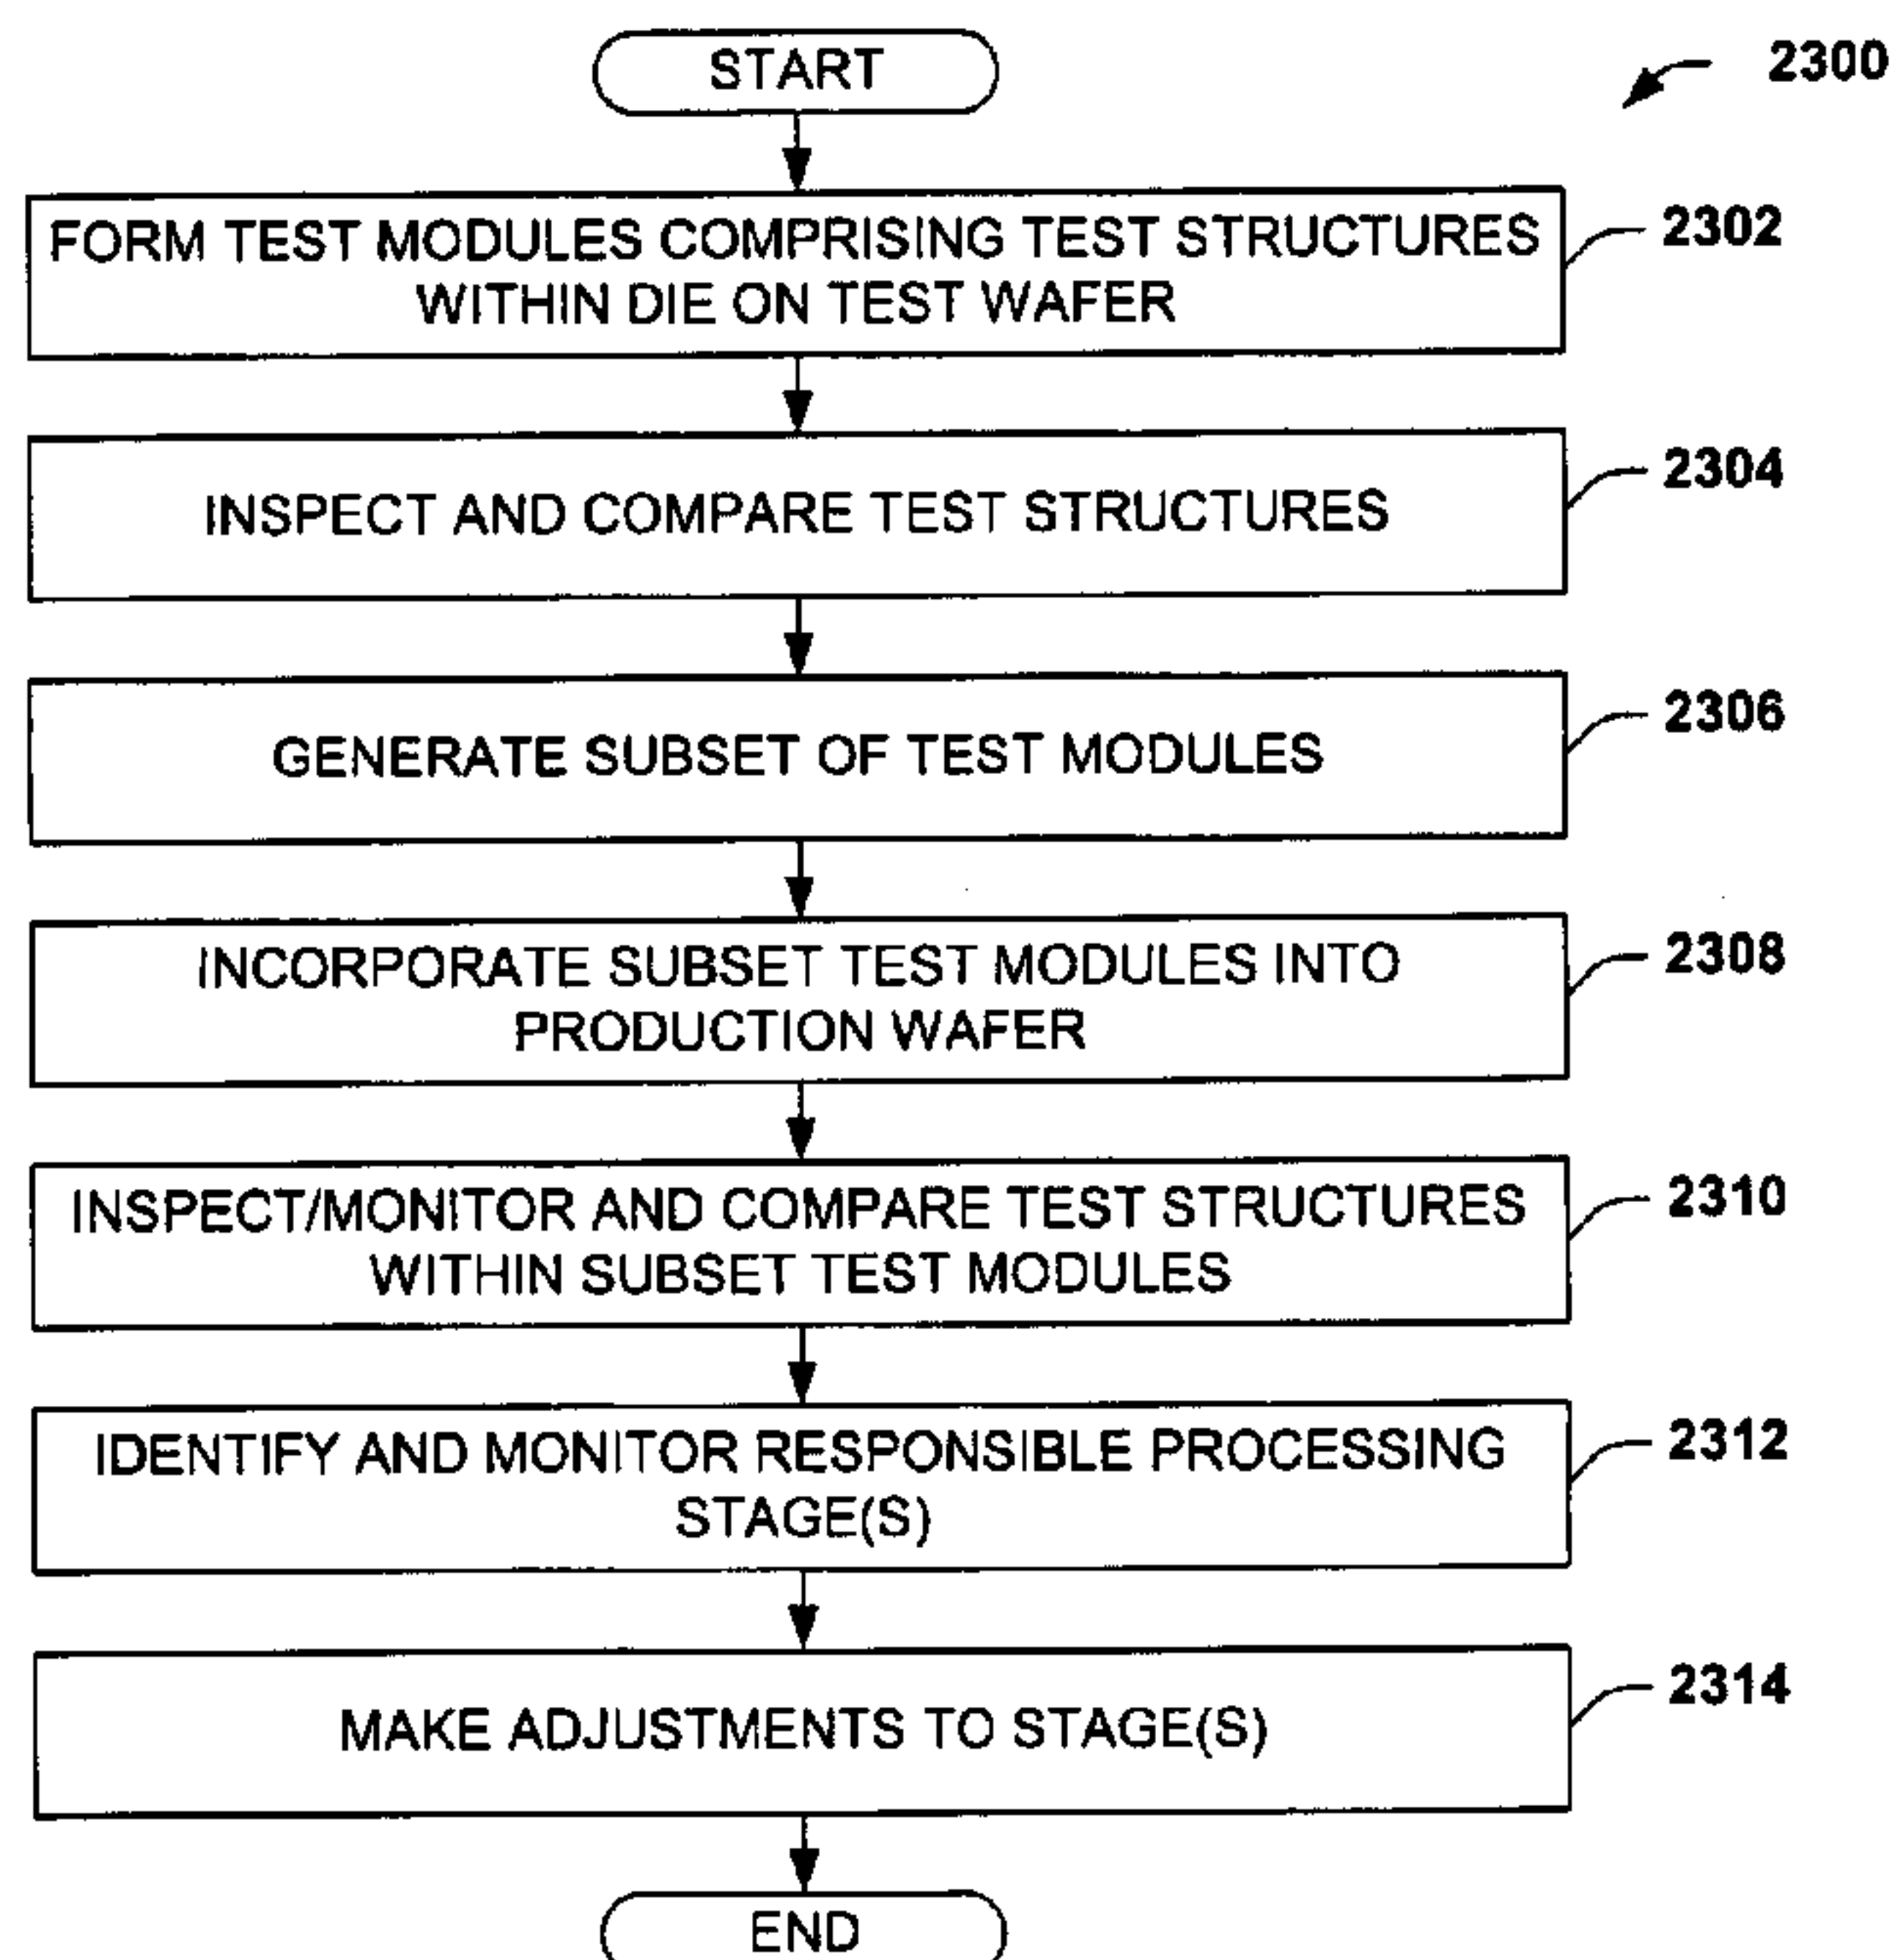 START
2300
FORM TEST MODULES COMPRISING TEST STRUCTURES
WITHIN DIE ON TEST WAFER
2302
INSPECT AND COMPARE TEST STRUCTURES
2304
GENERATE SUBSET OF TEST MODULES
2306
INCORPORATE SUBSET TEST MODULES INTO
PRODUCTION WAFER
2308
INSPECT/MONITOR AND COMPARE TEST STRUCTURES
WITHIN SUBSET TEST MODULES
2310
IDENTIFY AND MONITOR RESPONSIBLE PROCESSING
STAGE(S)
2312
MAKE ADJUSTMENTS TO STAGE(S)
2314
END